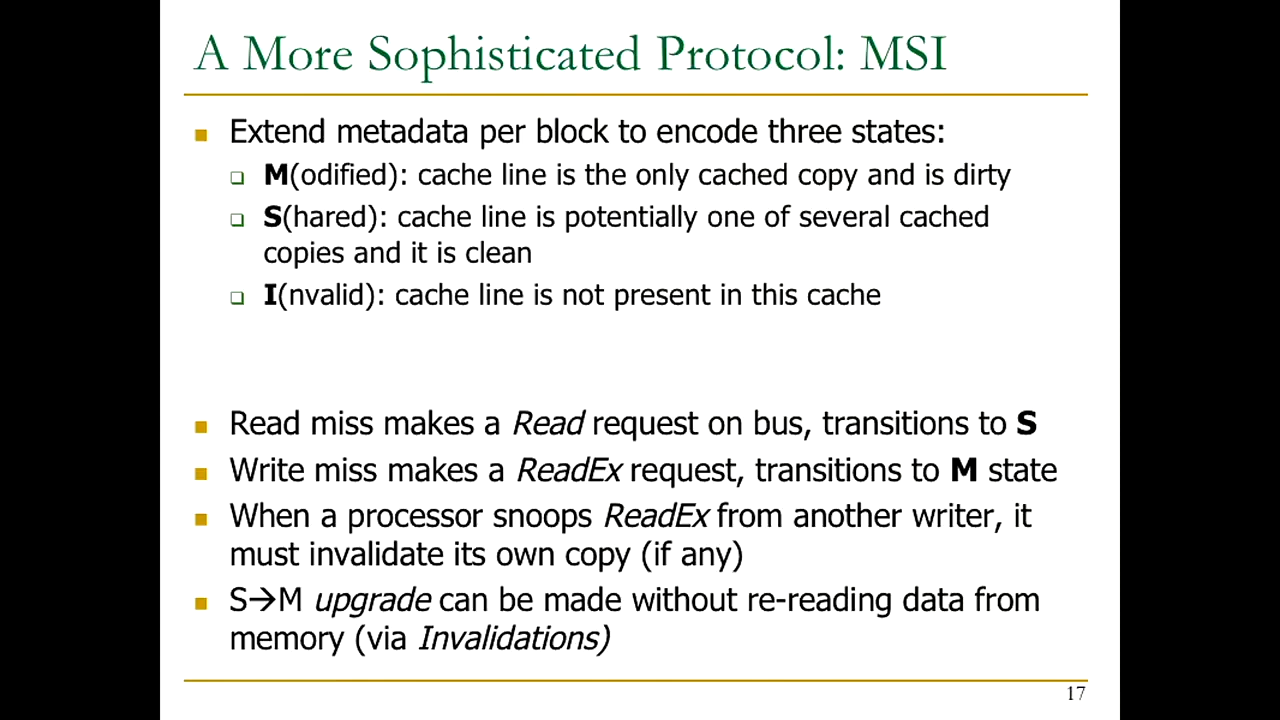 A More Sophisticated Protocol: MSI
Extend metadata per block to encode three states:
M(odified): cache line is the only cached copy and is dirty
S(hared): cache line is potentially one of several cached
copies and it is clean
I(nvalid): cache line is not present in this cache
Read miss makes a Read request on bus, transitions to S
Write miss makes a ReadEx request, transitions to M state
When a processor snoops ReadEx from another writer, it
must invalidate its own copy (if any)
S→M upgrade can be made without re-reading data from
memory (via Invalidations)
17